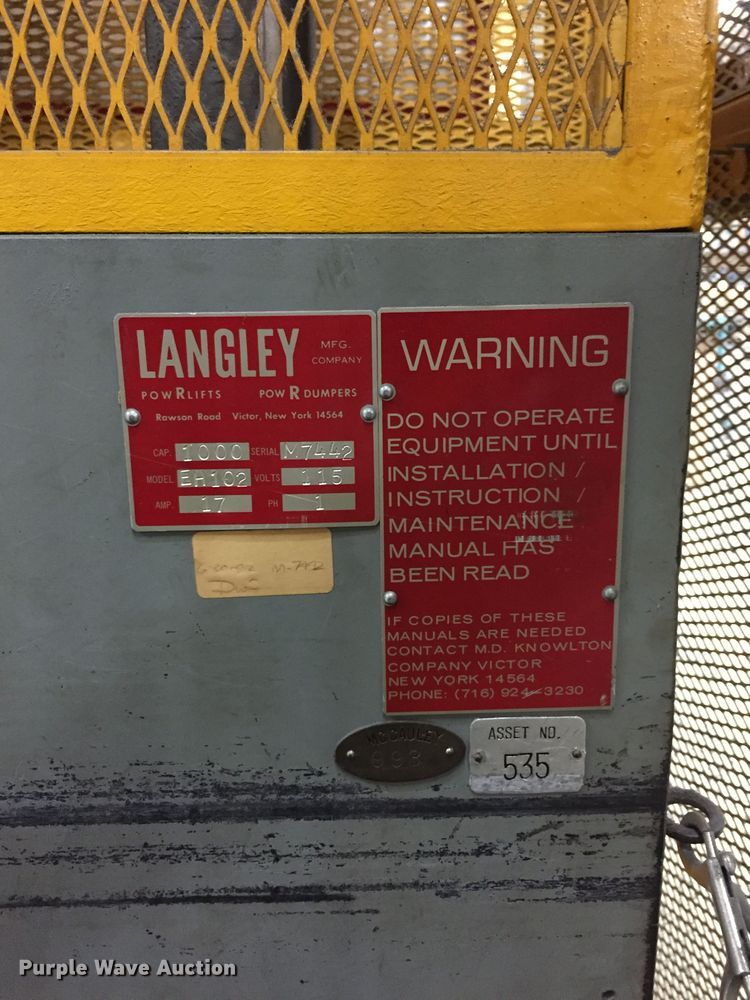 LANGLEY MFG. COMPANY
POWRLIFTS POWRDUMPERS
Rawson Road Victor, New York 14564
CAP. 1000 SERIAL M7442
MODEL EH102 VOLTS 115
AMP. 17 PH 1
WARNING
DO NOT OPERATE
EQUIPMENT UNTIL
INSTALLATION /
INSTRUCTION /
MAINTENANCE
MANUAL HAS
BEEN READ
IF COPIES OF THESE
MANUALS ARE NEEDED
CONTACT M.D. KNOWLTON
COMPANY VICTOR
NEW YORK 14564
PHONE: (716) 924-3230
MCCAULEY
ASSET NO.
535
Purple Wave Auction